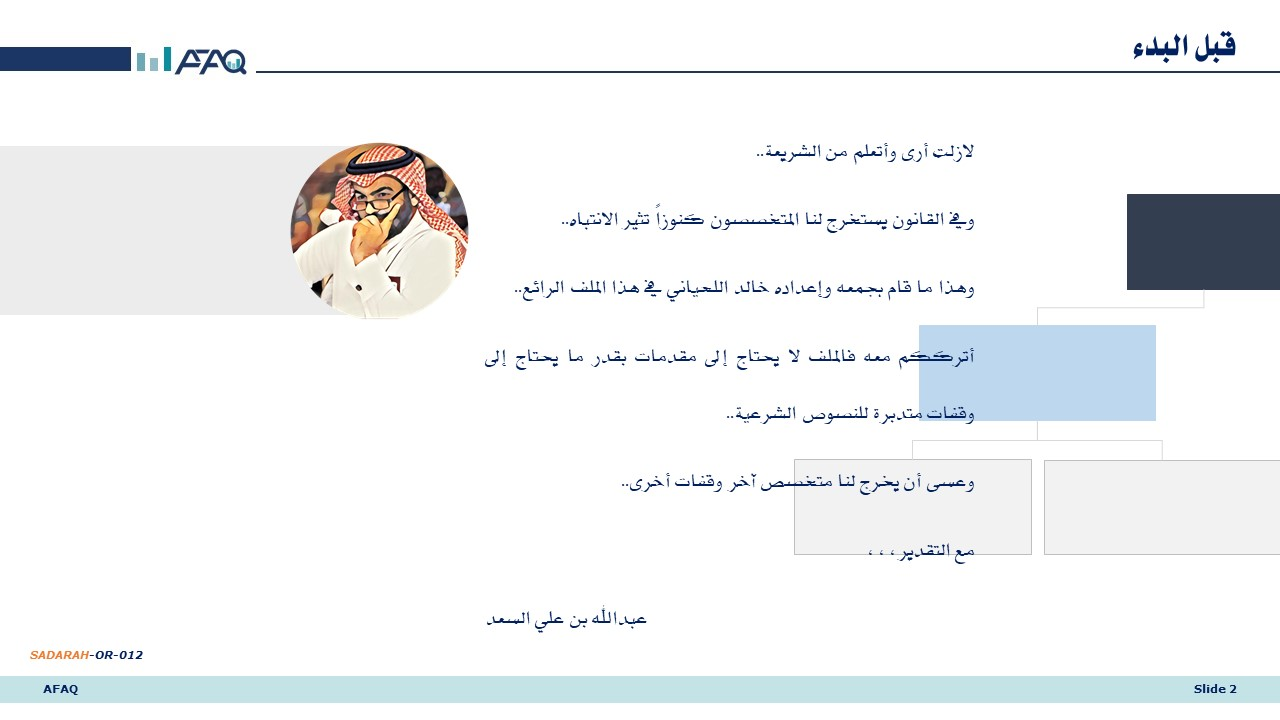 قبل البدء
AFAQ
لازلت أرى وأتعلم من الشريعة..
وفي القانون يستخرج لنا المتخصصون كنوزاً تثير الانتباه..
وهذا ما قام بجمعه وإعداده خالد اللحياني في هذا الملف الرائع..
أترككم معه فالملف لا يحتاج إلى مقدمات بقدر ما يحتاج إلى
وقفات متدبرة للنصوص الشرعية..
وعسى أن يخرج لنا متخصص آخر وقفات أخرى..
مع التقدير، ، ،
عبدالله بن علي السعد
SADARAH-OR-012
AFAQ
Slide 2